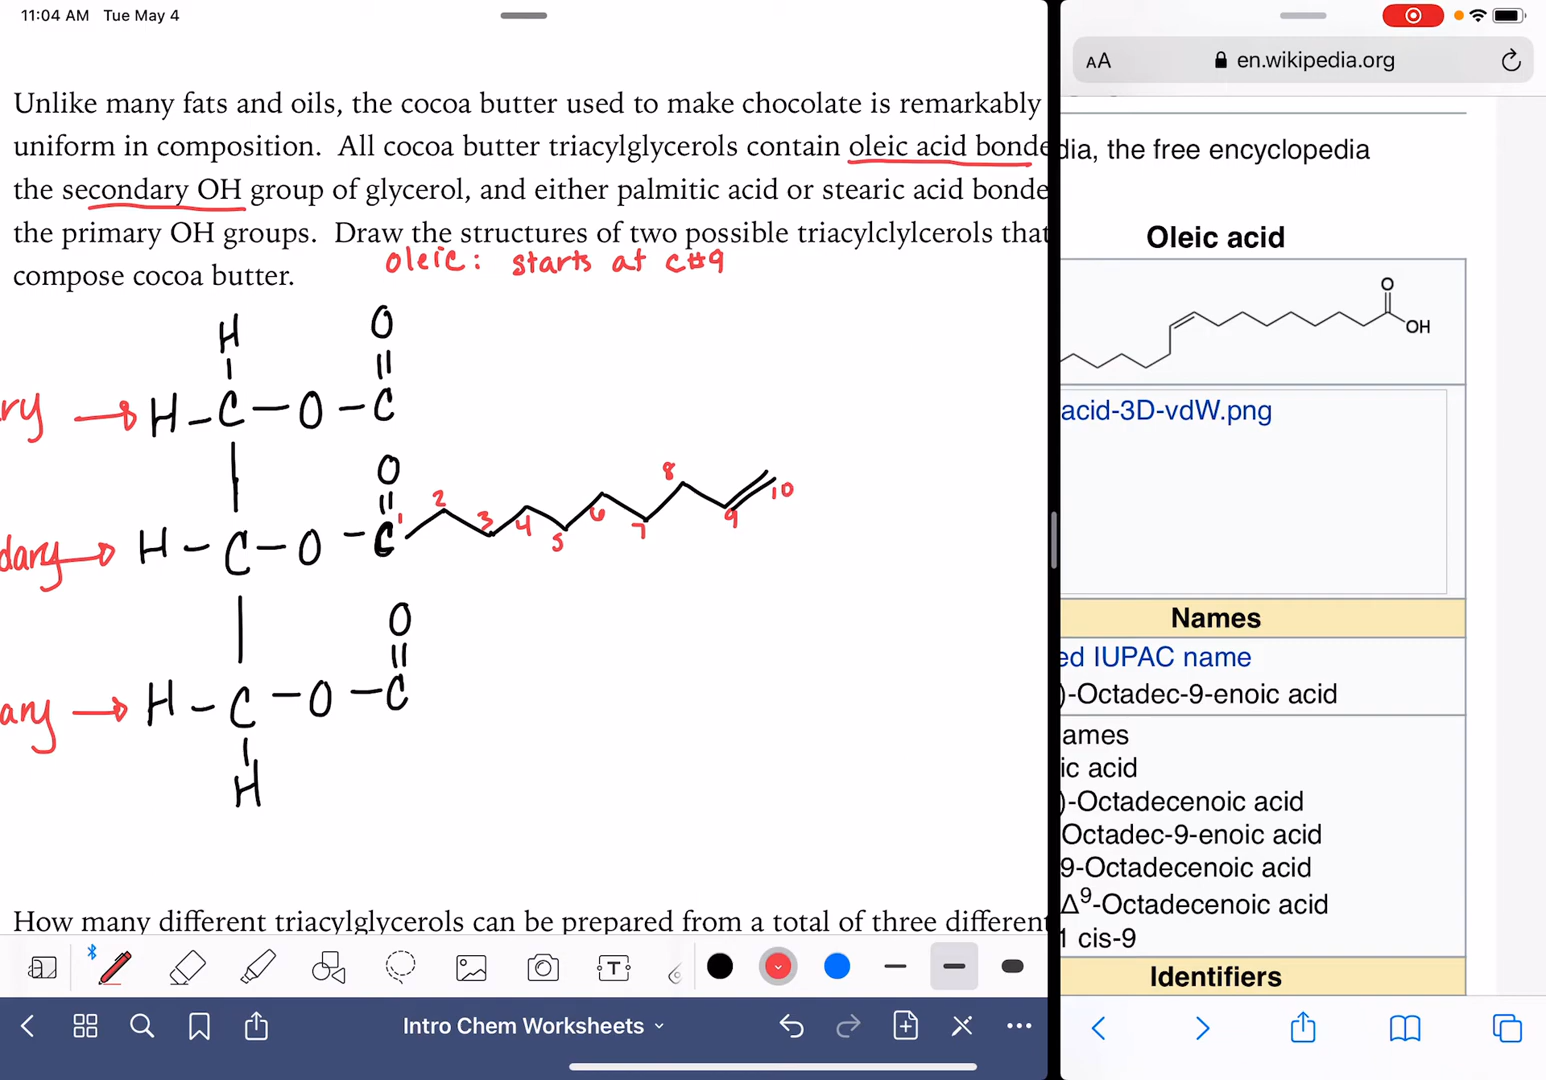 11:04 AM Tue May 4
Unlike many fats and oils, the cocoa butter used to make chocolate is remarkably
uniform in composition. All cocoa butter triacylglycerols contain oleic acid bonde
the secondary OH group of glycerol, and either palmitic acid or stearic acid bonde
the primary OH groups. Draw the structures of two possible triacylclylcerols that
compose cocoa butter.
oleic: starts at C#9
H O
ry H-C-O-C
O
dary H-C-O-C
1 2 3 4 5 6 7 8 9 10
O
ary H-C-O-C
H
How many different triacylglycerols can be prepared from a total of three different
T
Intro Chem Worksheets
AA en.wikipedia.org
dia, the free encyclopedia
Oleic acid
O
OH
acid-3D-vdW.png
Names
ed IUPAC name
)-Octadec-9-enoic acid
ames
ic acid
)-Octadecenoic acid
Octadec-9-enoic acid
9-Octadecenoic acid
Δ9-Octadecenoic acid
1 cis-9
Identifiers